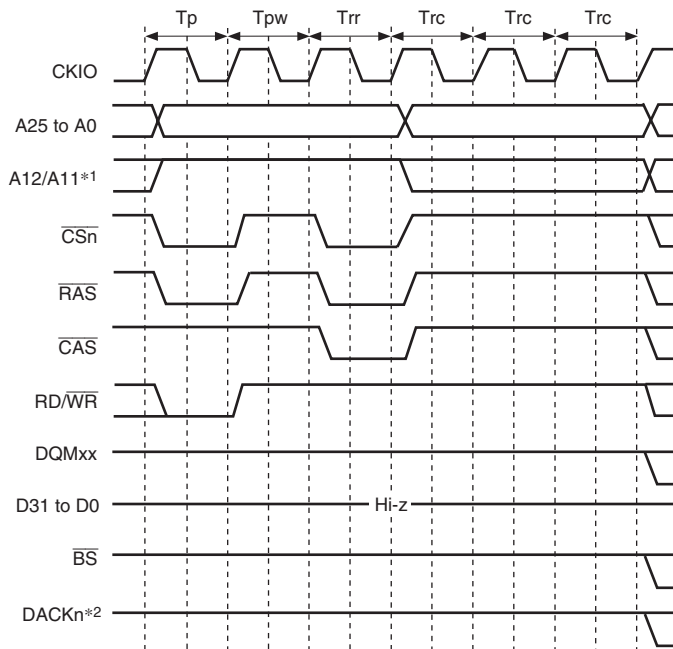 Tp Tpw Trr Trc Trc Trc
CKIO
A25 to A0
A12/A11*1
CSn
RAS
CAS
RD/WR
DQMxx
D31 to D0 Hi-z
BS
DACKn*2